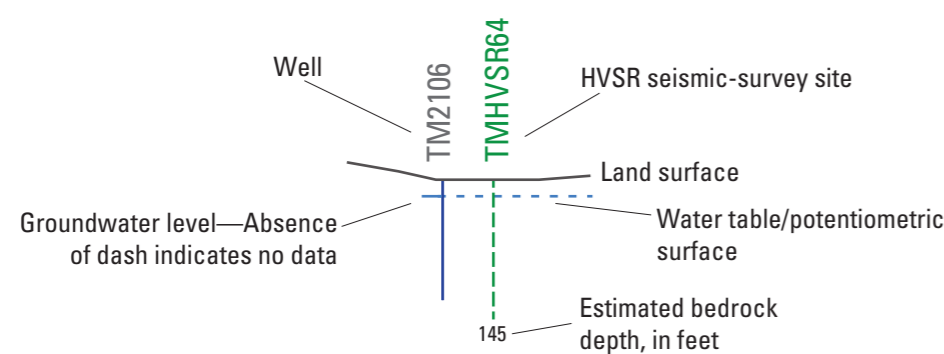 Well
TM2106
TMHVSR64
HVSR seismic-survey site
Land surface
Groundwater level—Absence
of dash indicates no data
Water table/potentiometric
surface
Estimated bedrock
depth, in feet
145